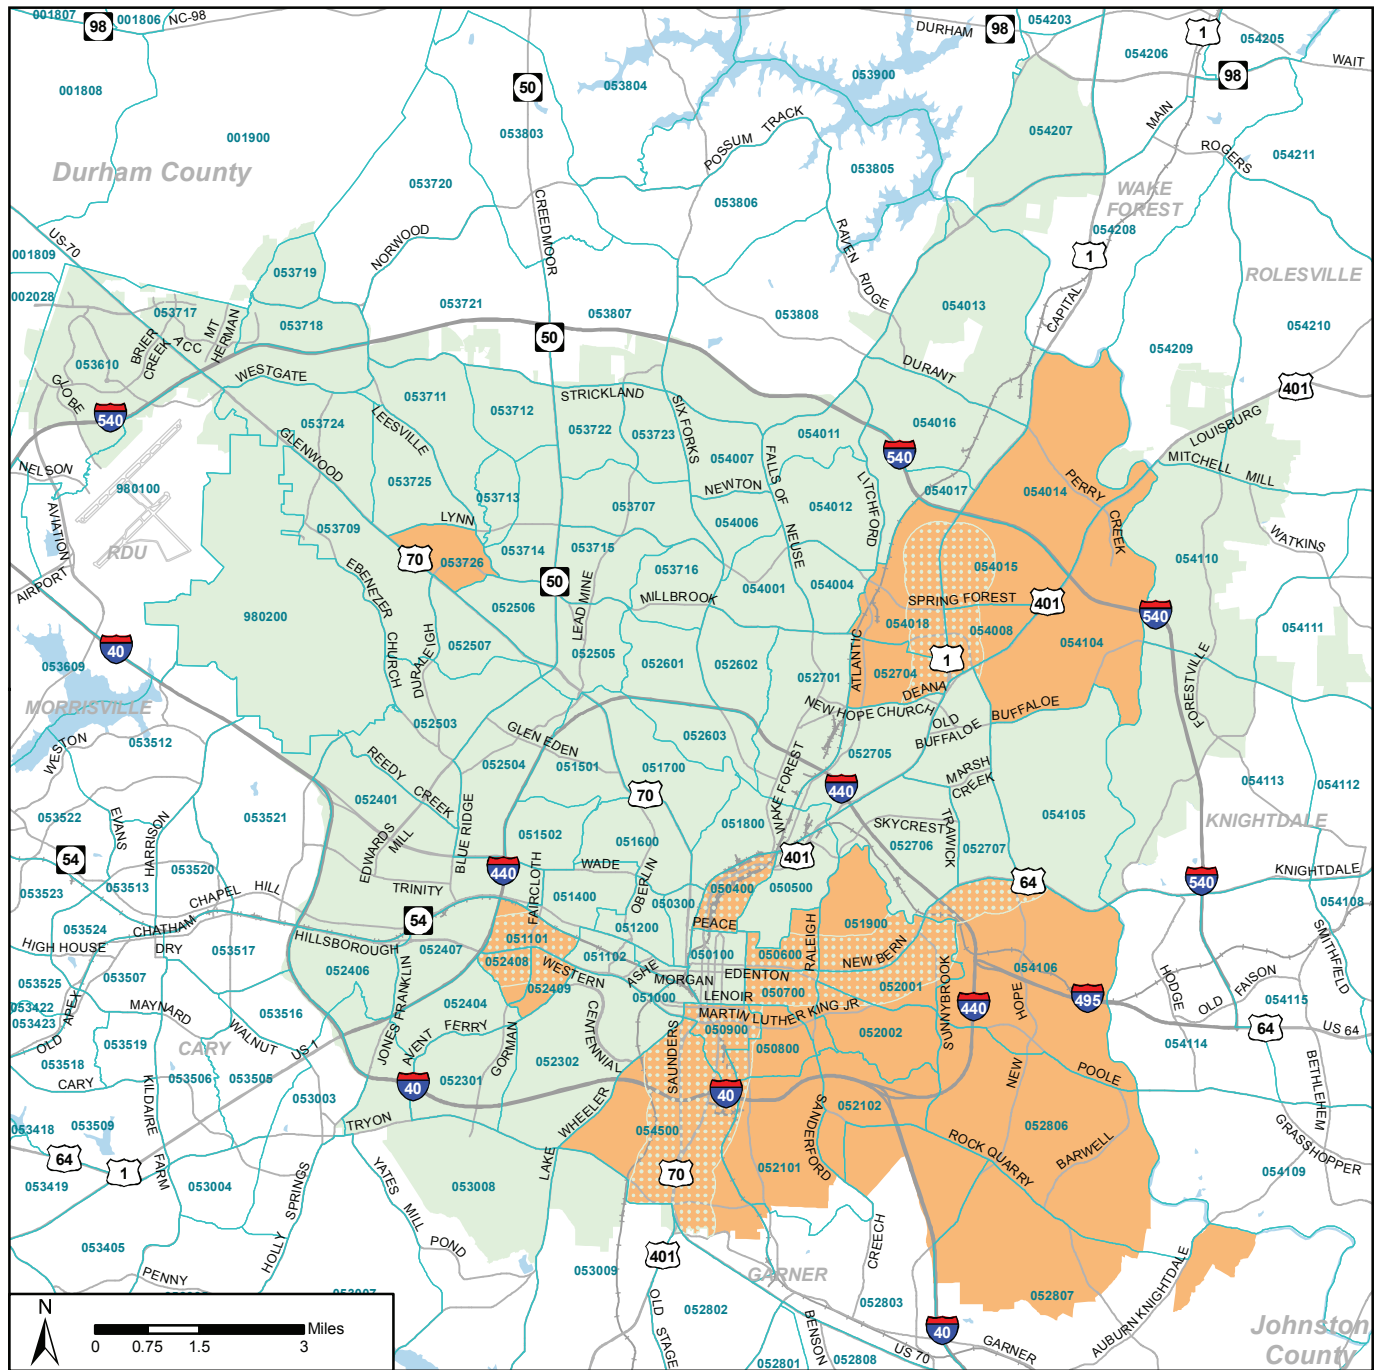 001807
001806
98
NC-98
DURHAM
98
054203
1
054205
054206
98
WAIT
001808
50
053804
053900
MAIN
001900
053803
POSSUM TRACK
054207
ROGERS
054211
Durham County
053720
053805
WAKE
FOREST
053806
CREEDMOOR
NORWOOD
RAVEN RIDGE
054208
US-70
001809
1
053719
ROLESVILLE
002028
053717
053721
053807
053808
054013
CAPITAL
053718
BRIER CREEK
ACC
MT HERMAN
50
054210
054209
053610
GLOBE
WESTGATE
DURANT
401
540
053711
053712
STRICKLAND
SIX FORKS
LEESVILLE
053724
053722
053723
054011
054016
LOUISBURG
GLENWOOD
054007
FALLS OF NEUSE
540
MITCHELL MILL
NELSON
980100
053725
053713
NEWTON
LITCHFORD
054017
054014
PERRY CREEK
AVIATION
LYNN
053707
054012
053709
054006
RDU
70
053726
053714
053715
WATKINS
EBENEZER CHURCH
053716
054001
054004
054015
054110
AIRPORT
50
LEAD MINE
MILLBROOK
SPRING FOREST
401
540
980200
052506
054018
054008
054111
40
DURALEIGH
052507
052505
052601
052602
ATLANTIC
1
054104
053609
052701
052704
FORESTVILLE
DEANA
MORRISVILLE
NEW HOPE CHURCH
OLD BUFFALOE
BUFFALOE
052503
GLEN EDEN
052603
WESTON
053512
REEDY CREEK
052504
051501
051700
WAKE FOREST
052705
MARSH CREEK
054113
054112
052401
70
440
053522
EVANS
HARRISON
053521
BLUE RIDGE
054105
051502
051800
SKYCREST
TRAWICK
KNIGHTDALE
EDWARDS MILL
051600
052706
052707
54
053520
440
FAIRCLOTH
WADE
401
KNIGHTDALE
053523
053513
CHAPEL HILL
TRINITY
OBERLIN
050400
050500
64
540
051400
050300
054108
053524
CHATHAM
54
PEACE
RALEIGH
051900
SMITHFIELD
HIGH HOUSE
DRY
053517
HILLSBOROUGH
052407
051101
051200
051102
050100
050600
NEW BERN
053507
052406
052408
WESTERN
ASHE
MORGAN
EDENTON
SUNNYBROOK
054106
HODGE
OLD FAISON
053525
052409
051000
LENOIR
050700
052001
HOPE
495
054115
053422
APEX
MAYNARD
JONES FRANKLIN
052404
CENTENNIAL
MARTIN LUTHER KING JR
440
053423
053516
050900
052002
64
US 64
OLD
053519
WALNUT
US 1
AVENT
FERRY
GORMAN
SAUNDERS
050800
054114
053518
CARY
052302
NEW
BETHLEHEM
CARY
053506
053505
40
052301
40
POOLE
053003
SANDERFORD
052102
052806
GRASSHOPPER
053418
053509
KILDARE FARM
TRYON
LAKE WHEELER
054500
ROCK QUARRY
BARWELL
64
1
YATES MILL POND
70
052101
054109
053419
053004
HOLLY SPRINGS
053008
053405
401
CREECH
AUBURN KNIGHTDALE
PENNY
053009
GARNER
052807
N
OLD STAGE
052802
052803
BENSON
40
Johnston
County
Miles
0 0.75 1.5 3
US 70
GARNER
052801
052808